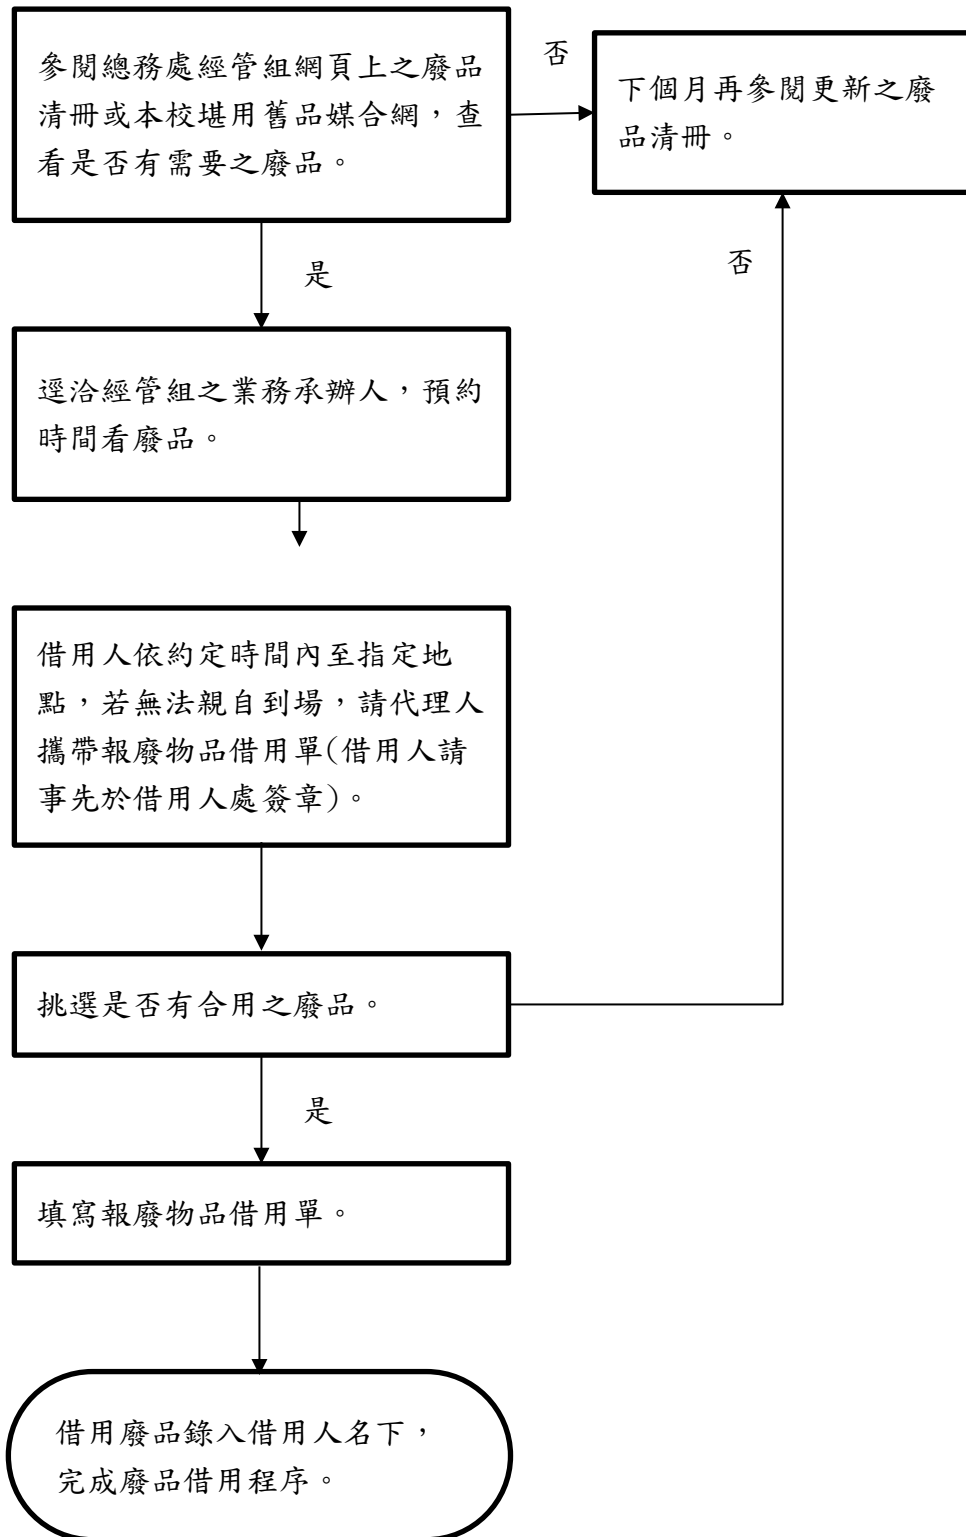 參閱總務處經管組網頁上之廢品
清冊或本校堪用舊品媒合網，查
看是否有需要之廢品。
否
下個月再參閱更新之廢
品清冊。
是
否
逕洽經管組之業務承辦人，預約
時間看廢品。
借用人依約定時間內至指定地
點，若無法親自到場，請代理人
攜帶報廢物品借用單(借用人請
事先於借用人處簽章)。
挑選是否有合用之廢品。
是
填寫報廢物品借用單。
借用廢品錄入借用人名下，
完成廢品借用程序。